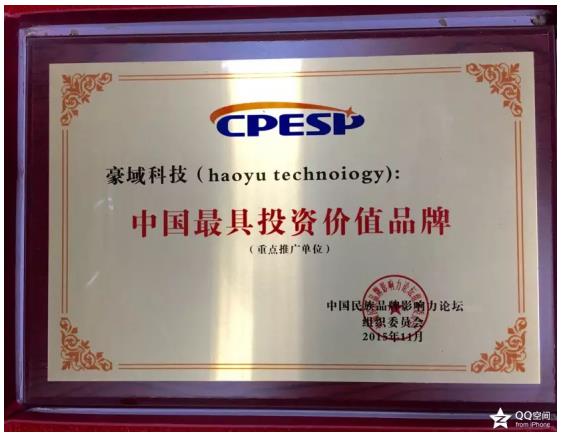 CPESP
豪域科技（haoyu technoiogy):
中国最具投资价值品牌
（重点推广单位）
中国民族品牌影响力论坛
组织委员会
2015年11月
QQ空间
from iPhone